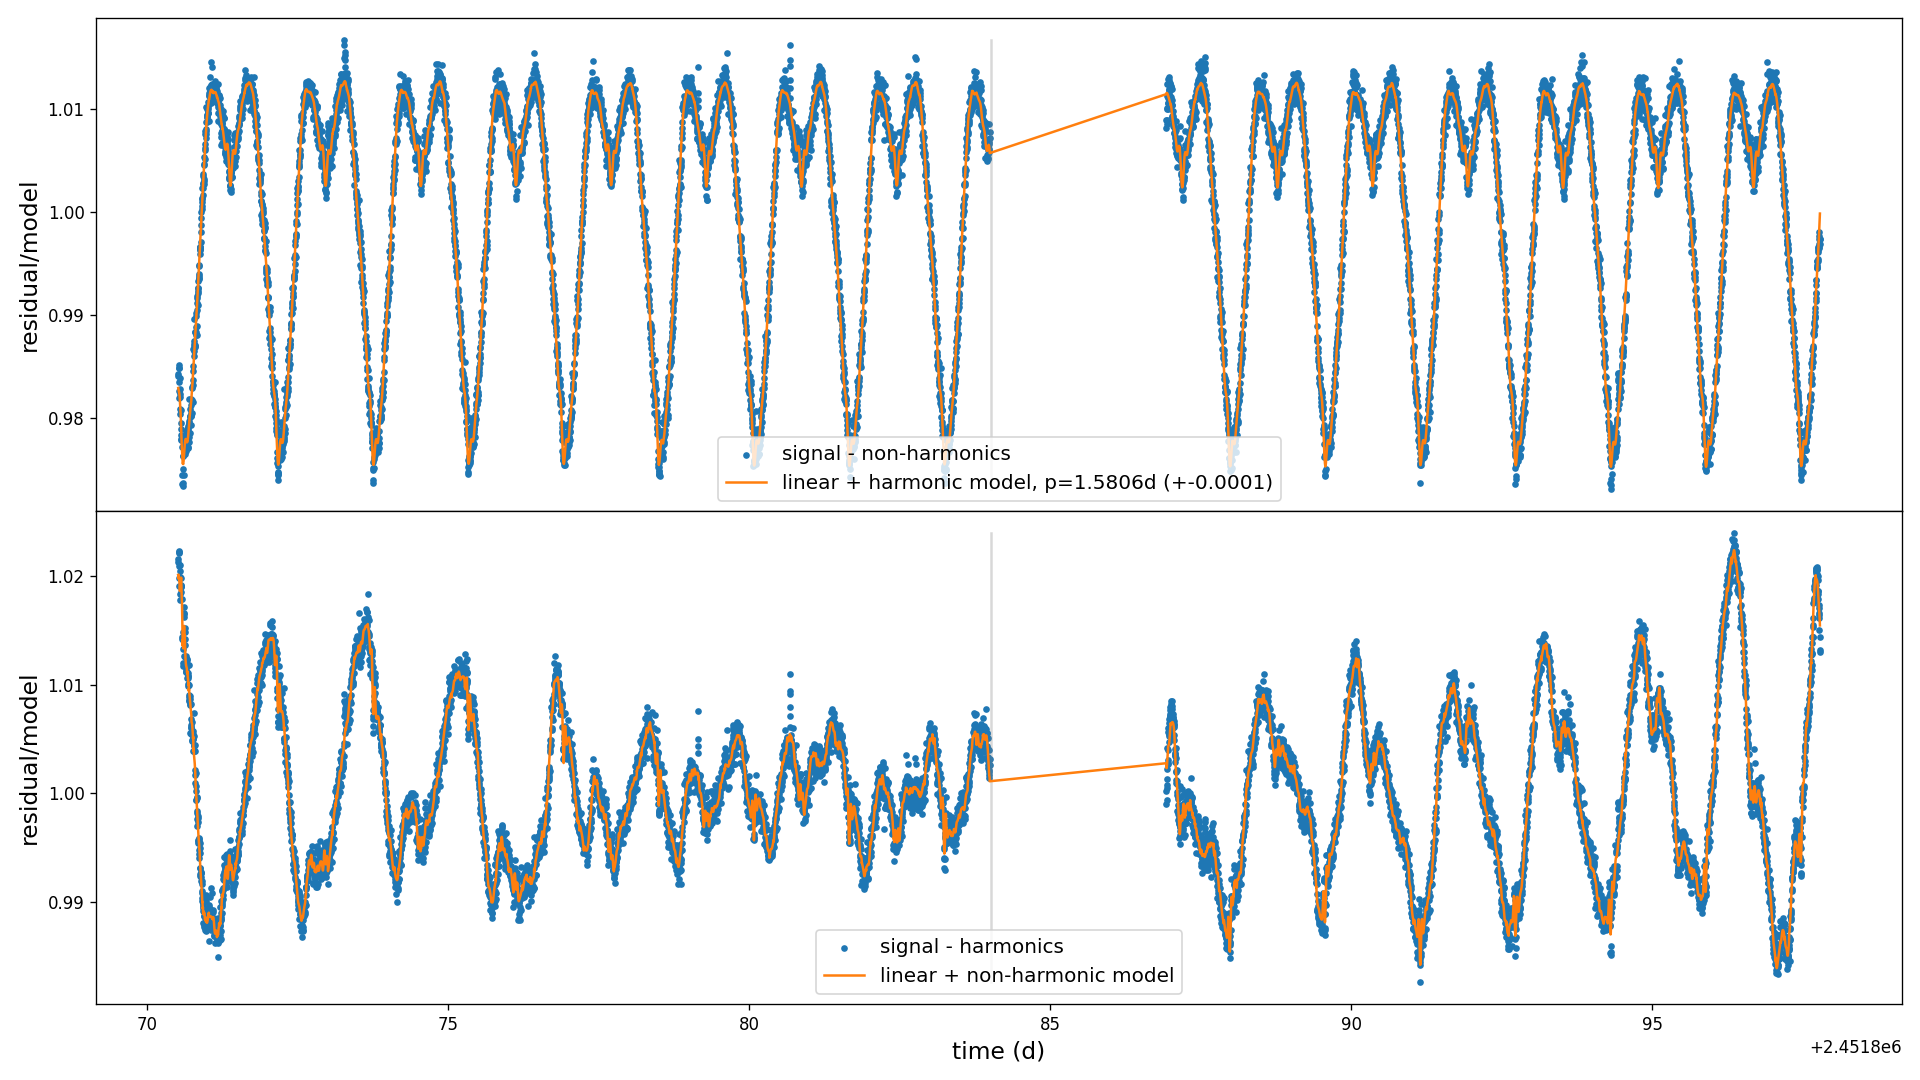 1.01
1.00
0.99
0.98
residual/model
signal - non-harmonics
linear + harmonic model, p=1.5806d (+-0.0001)
1.02
1.01
1.00
0.99
residual/model
signal - harmonics
linear + non-harmonic model
70 75 80 85 90 95
time (d)
+2.4518e6